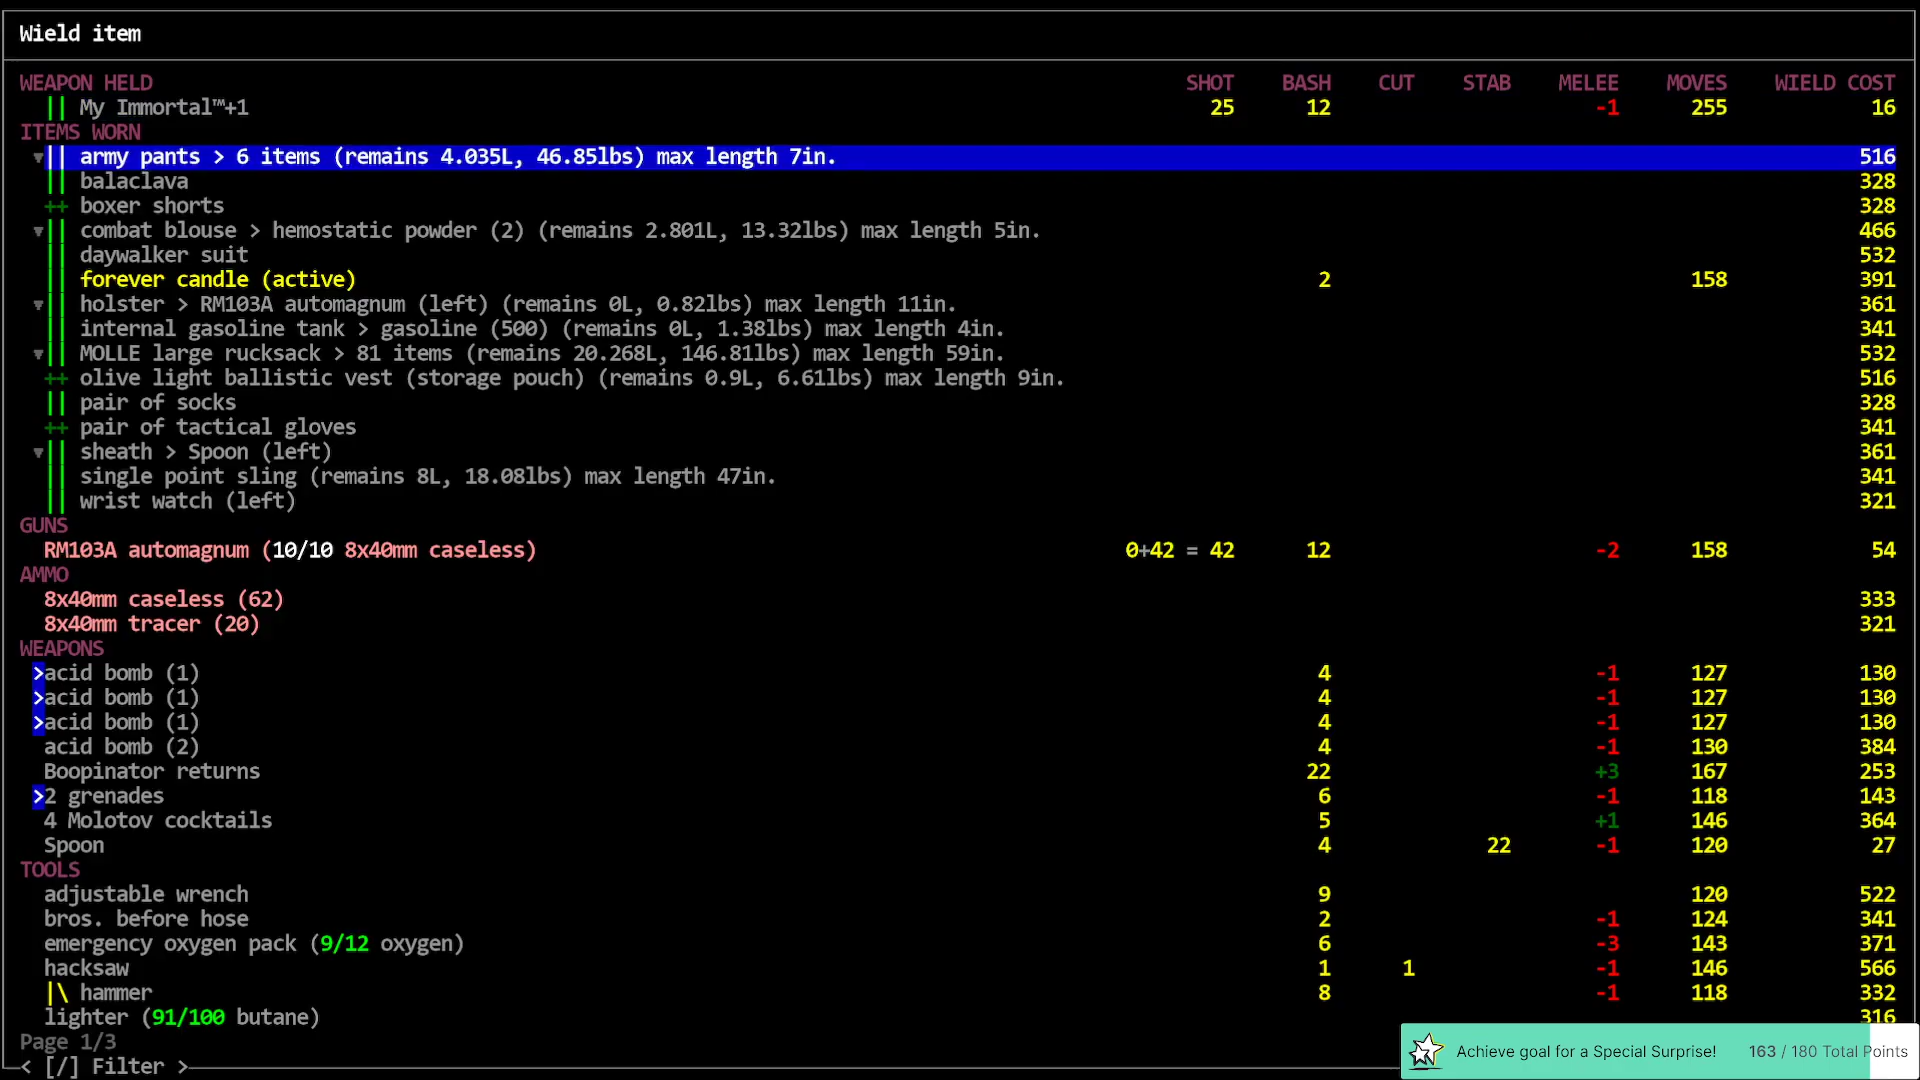 Wield item
WEAPON HELD SHOT BASH CUT STAB MELEE MOVES WIELD COST
|| My Immortal™+1 25 12 -1 255 16
ITEMS WORN
▼|| army pants > 6 items (remains 4.035L, 46.85lbs) max length 7in. 516
|| balaclava 328
++ boxer shorts 328
▼|| combat blouse > hemostatic powder (2) (remains 2.801L, 13.32lbs) max length 5in. 466
|| daywalker suit 532
|| forever candle (active) 2 158 391
▼|| holster > RM103A automagnum (left) (remains 0L, 0.82lbs) max length 11in. 361
|| internal gasoline tank > gasoline (500) (remains 0L, 1.38lbs) max length 4in. 341
▼|| MOLLE large rucksack > 81 items (remains 20.268L, 146.81lbs) max length 59in. 532
++ olive light ballistic vest (storage pouch) (remains 0.9L, 6.61lbs) max length 9in. 516
|| pair of socks 328
++ pair of tactical gloves 341
▼|| sheath > Spoon (left) 361
|| single point sling (remains 8L, 18.08lbs) max length 47in. 341
|| wrist watch (left) 321
GUNS
RM103A automagnum (10/10 8x40mm caseless) 0+42 = 42 12 -2 158 54
AMMO
8x40mm caseless (62) 333
8x40mm tracer (20) 321
WEAPONS
>acid bomb (1) 4 -1 127 130
>acid bomb (1) 4 -1 127 130
>acid bomb (1) 4 -1 127 130
acid bomb (2) 4 -1 130 384
Boopinator returns 22 +3 167 253
>2 grenades 6 -1 118 143
4 Molotov cocktails 5 +1 146 364
Spoon 4 22 -1 120 27
TOOLS
adjustable wrench 9 120 522
bros. before hose 2 -1 124 341
emergency oxygen pack (9/12 oxygen) 6 -3 143 371
hacksaw 1 1 -1 146 566
|\ hammer 8 -1 118 332
lighter (91/100 butane) 316
Page 1/3
< [/] Filter >
7 Achieve goal for a Special Surprise! 163 / 180 Total Points